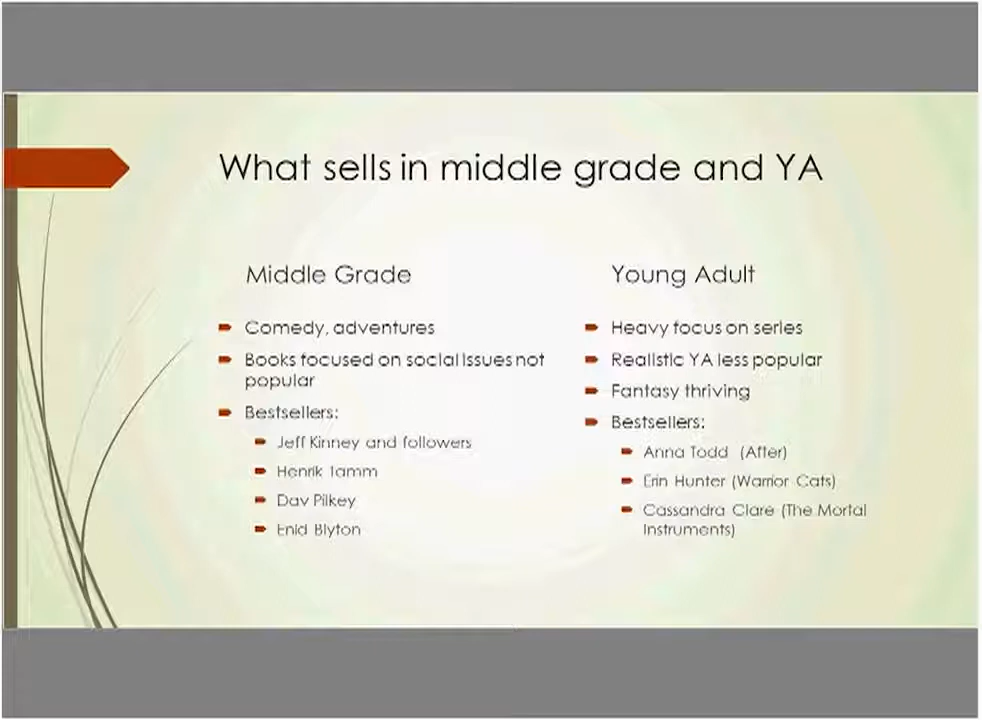 What sells in middle grade and YA
Middle Grade
Comedy, adventures
Books focused on social issues not
popular
Bestsellers:
Jeff Kinney and followers
Henrik Tamm
Dav Pilkey
Enid Blyton
Young Adult
Heavy focus on series
Realistic YA less popular
Fantasy thriving
Bestsellers:
Anna Todd (After)
Erin Hunter (Warrior Cats)
Cassandra Clare (The Mortal
Instruments)